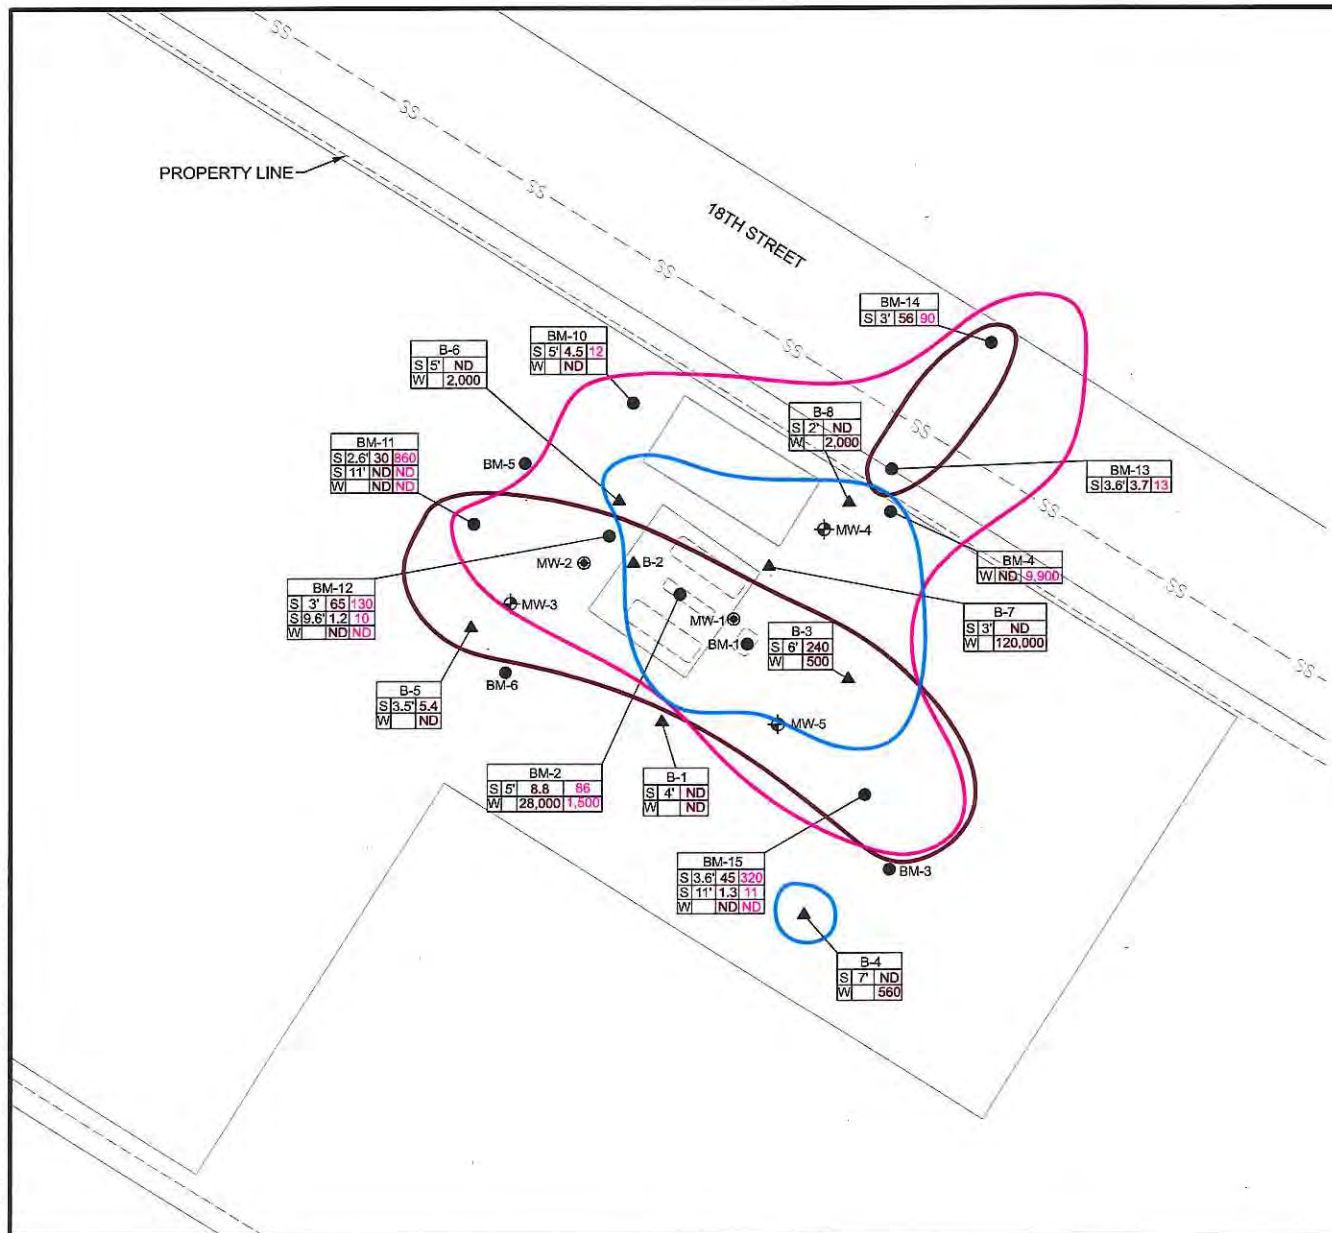 SS
SS
PROPERTY LINE
SS
18TH STREET
SS
BM-14
S 3' 56 90
SS
BM-10
S 5' 4.5 12
W ND
B-6
S 5' ND
W 2,000
B-8
S 2' ND
W 2,000
SS
BM-11
S 2.6' 30 860
S 11' ND ND
W ND ND
BM-5
BM-13
S 3.6' 3.7 13
SS
MW-4
BM-4
W ND 9,900
MW-2
B-2
SS
BM-12
S 3' 65 130
S 9.6' 1.2 10
W ND ND
MW-3
MW-1
BM-1
B-3
S 6' 240
W 500
B-7
S 3' ND
W 120,000
SS
BM-6
B-5
S 3.5' 5.4
W ND
MW-5
BM-2
S 5' 8.8 86
W 28,000 1,500
B-1
S 4' ND
W ND
BM-15
S 3.6' 45 320
S 11' 1.3 11
W ND ND
BM-3
B-4
S 7' ND
W 560